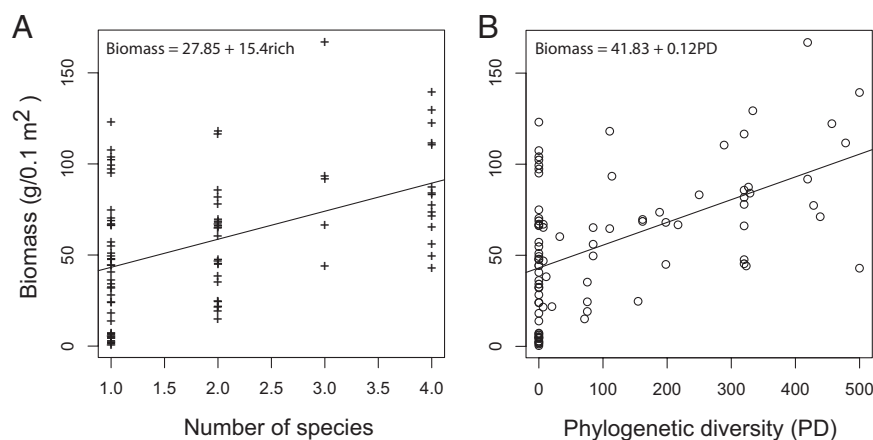 A
Biomass = 27.85 + 15.4rich
Biomass (g/0.1 m²)
150
100
50
0
1.0 1.5 2.0 2.5 3.0 3.5 4.0
Number of species
B
Biomass = 41.83 + 0.12PD
150
100
50
0
0 100 200 300 400 500
Phylogenetic diversity (PD)